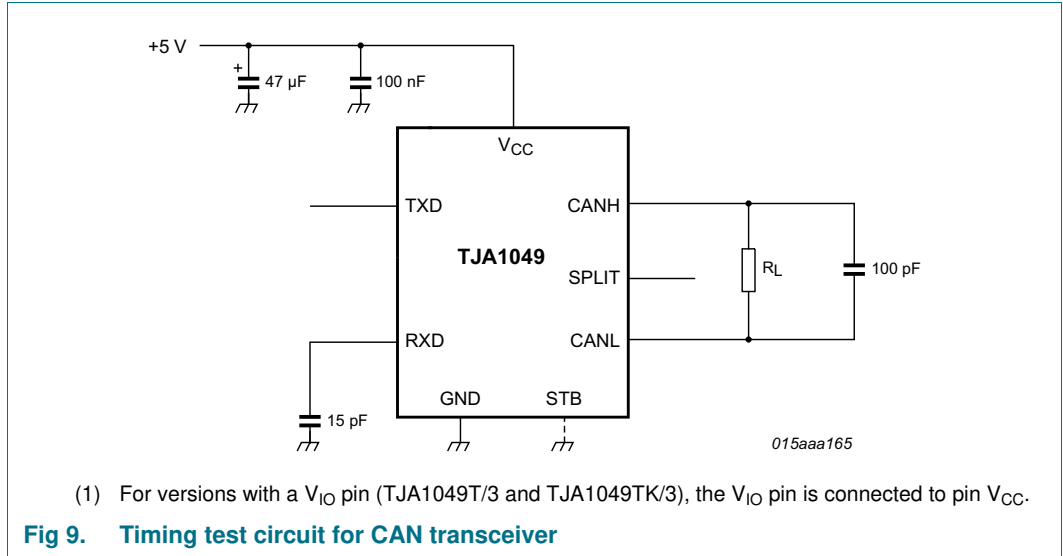 +5 V
+
47 µF
100 nF
VCC
TXD
CANH
TJA1049
SPLIT
RL
100 pF
RXD
CANL
GND
STB
15 pF
015aaa165
(1) For versions with a VIO pin (TJA1049T/3 and TJA1049TK/3), the VIO pin is connected to pin VCC.
Fig 9. Timing test circuit for CAN transceiver